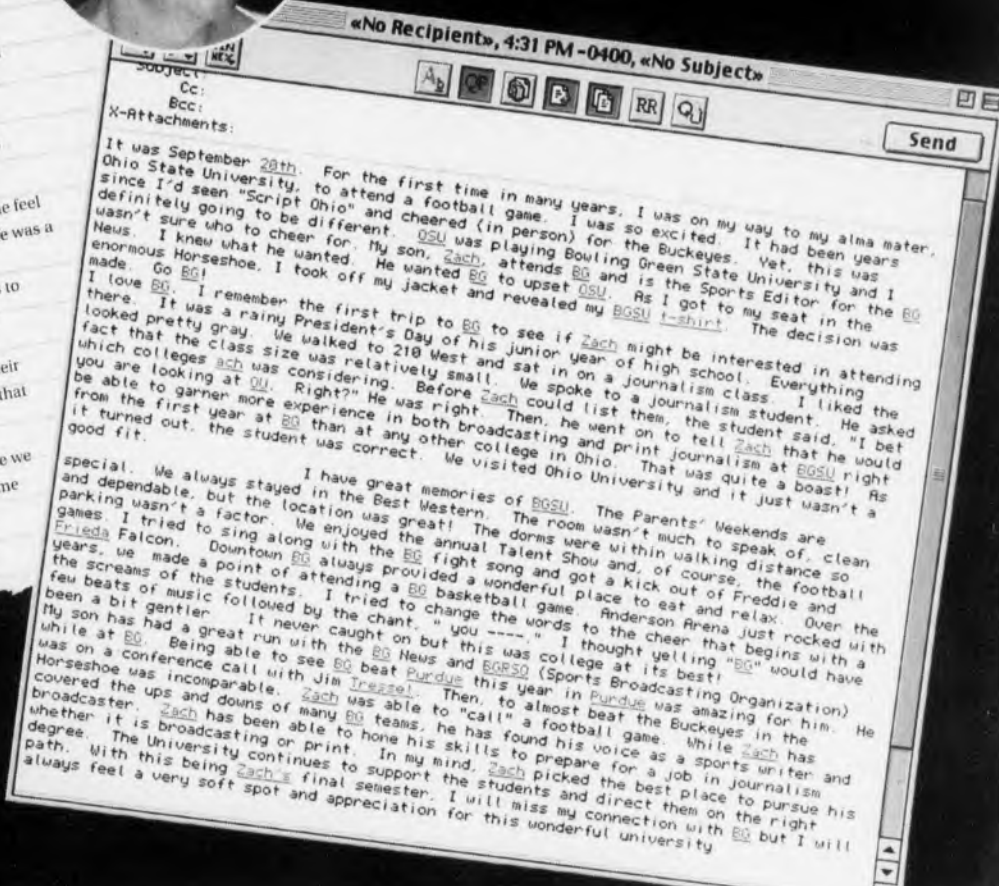 e feel
e was a
to
eir
that
e we
me
«No Recipient», 4:31 PM -0400, «No Subject»
QP
RR
Send
Subject:
Cc:
Bcc:
X-Attachments:
It was September 20th. For the first time in many years, I was on my way to my alma mater,
Ohio State University, to attend a football game. I was so excited. It had been years
since I'd seen "Script Ohio" and cheered (in person) for the Buckeyes. Yet, this was
definitely going to be different. OSU was playing Bowling Green State University and I
wasn't sure who to cheer for. My son, Zach, attends BG and is the Sports Editor for the BG
News. I knew what he wanted. He wanted BG to upset OSU. As I got to my seat in the
enormous Horseshoe, I took off my jacket and revealed my BGSU t-shirt. The decision was
made. Go BG!
I love BG. I remember the first trip to BG to see if Zach might be interested in attending
there. It was a rainy President's Day of his junior year of high school. Everything
looked pretty gray. We walked to 210 West and sat in on a journalism class. I liked the
fact that the class size was relatively small. We spoke to a journalism student. He asked
which colleges ach was considering. Before Zach could list them, the student said, "I bet
you are looking at OU. Right?" He was right. Then, he went on to tell Zach that he would
be able to garner more experience in both broadcasting and print journalism at BGSU right
from the first year at BG than at any other college in Ohio. That was quite a boast! As
it turned out, the student was correct. We visited Ohio University and it just wasn't a
good fit.
I have great memories of BGSU. The Parents' Weekends are
special. We always stayed in the Best Western. The room wasn't much to speak of, clean
and dependable, but the location was great! The dorms were within walking distance so
parking wasn't a factor. We enjoyed the annual Talent Show and, of course, the football
games. I tried to sing along with the BG fight song and got a kick out of Freddie and
Frieda Falcon. Downtown BG always provided a wonderful place to eat and relax. Over the
years, we made a point of attending a BG basketball game. Anderson Arena just rocked with
the screams of the students. I tried to change the words to the cheer that begins with a
few beats of music followed by the chant, " you ----." I thought yelling "BG" would have
been a bit gentler. It never caught on but this was college at its best!
My son has had a great run with the BG News and BGRSO (Sports Broadcasting Organization)
while at BG. Being able to see BG beat Purdue this year in Purdue was amazing for him. He
was on a conference call with Jim Tressel. Then, to almost beat the Buckeyes in the
Horseshoe was incomparable. Zach was able to "call" a football game. While Zach has
covered the ups and downs of many BG teams, he has found his voice as a sports writer and
broadcaster. Zach has been able to hone his skills to prepare for a job in journalism
whether it is broadcasting or print. In my mind, Zach picked the best place to pursue his
degree. The University continues to support the students and direct them on the right
path. With this being Zach's final semester, I will miss my connection with BG but I will
always feel a very soft spot and appreciation for this wonderful university